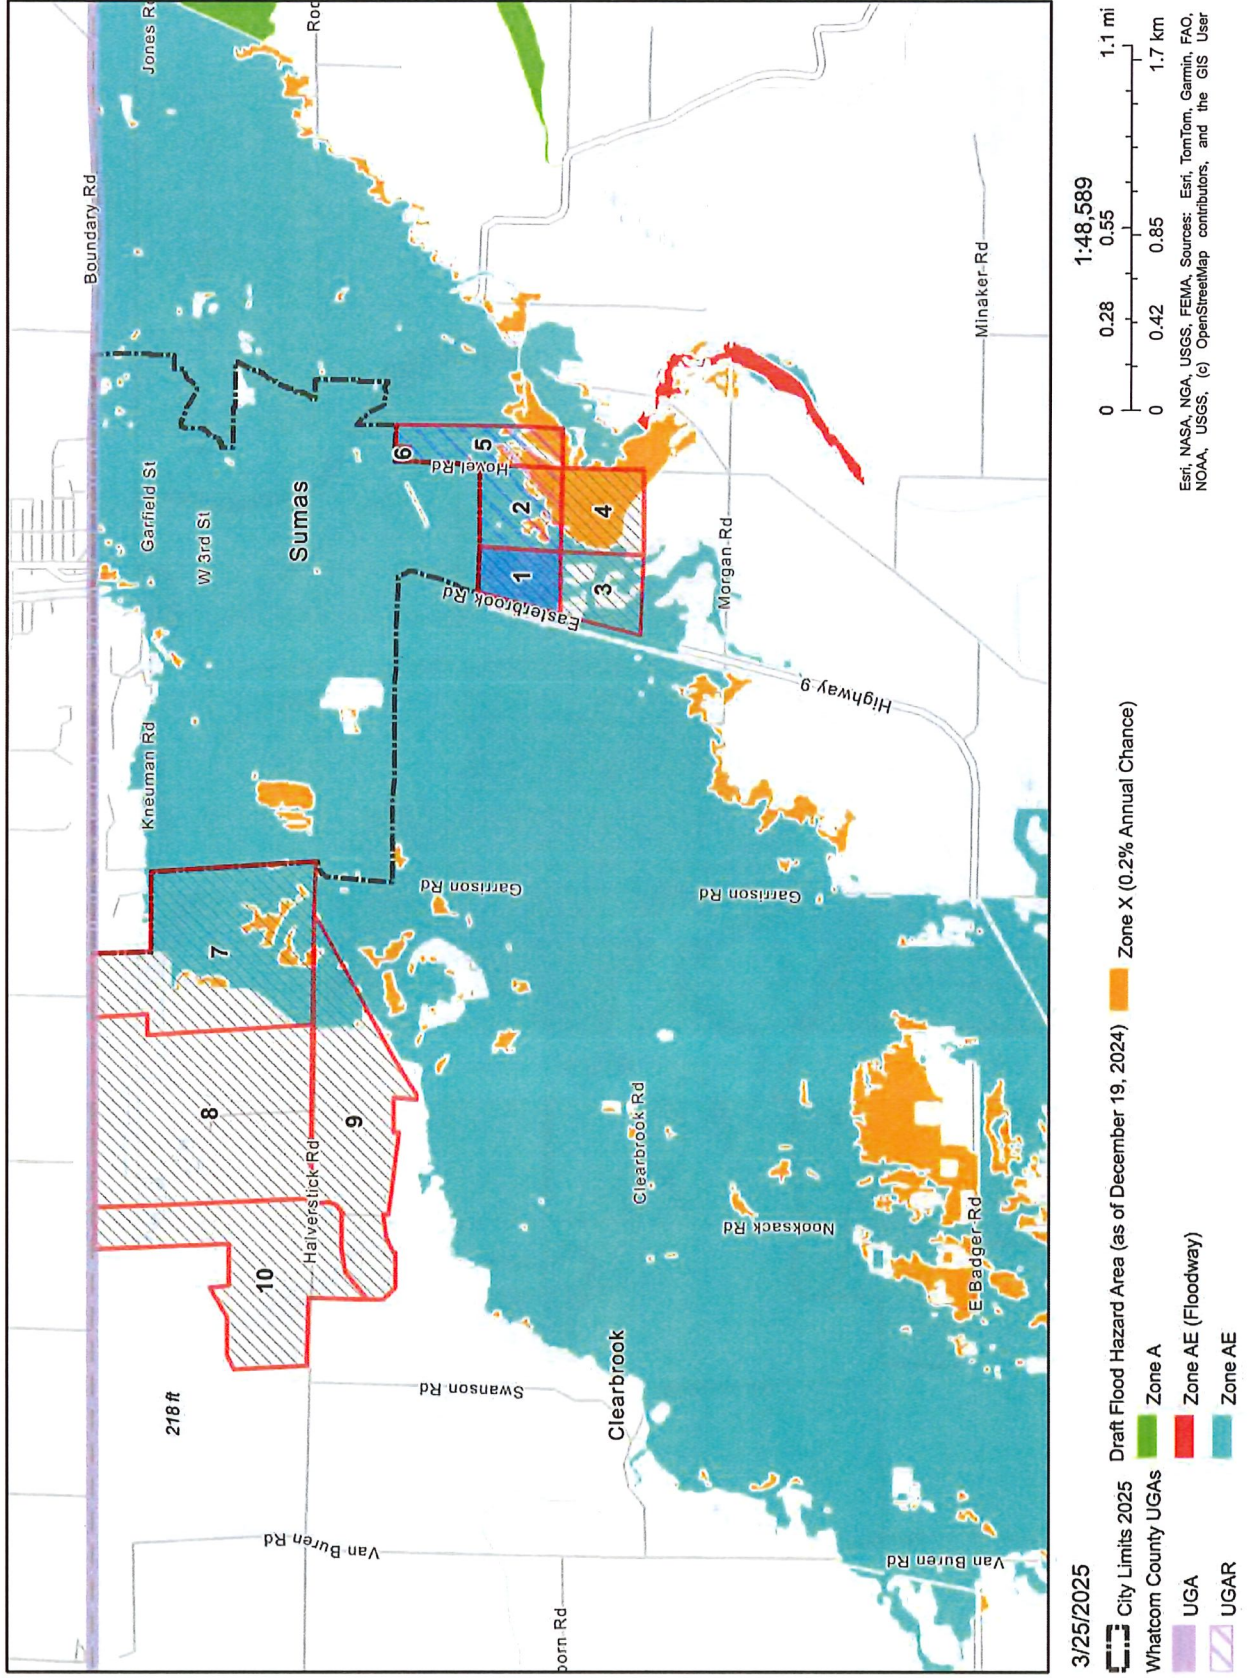 Jones Rd
Boundary Rd
Garfield St
W 3rd St
Sumas
Kneuman Rd
6
Hovel Rd
5
2
1
4
3
Easterbrook Rd
Morgan Rd
Minaker Rd
Highway 9
Garrison Rd
Garrison Rd
7
8
9
10
Halverstick Rd
Clearbrook Rd
Nooksack Rd
E Badger Rd
218 ft
Swanson Rd
Clearbrook
Van Buren Rd
Van Buren Rd
3/25/2025
1:48,589
0 0.28 0.55 1.1 mi
0 0.42 0.85 1.7 km
City Limits 2025
Whatcom County UGAs
UGA
UGAR
Draft Flood Hazard Area (as of December 19, 2024)
Zone A
Zone AE (Floodway)
Zone AE
Zone X (0.2% Annual Chance)
Esri, NASA, NGA, USGS, FEMA, Sources: Esri, TomTom, Garmin, FAO,
NOAA, USGS, (c) OpenStreetMap contributors, and the GIS User